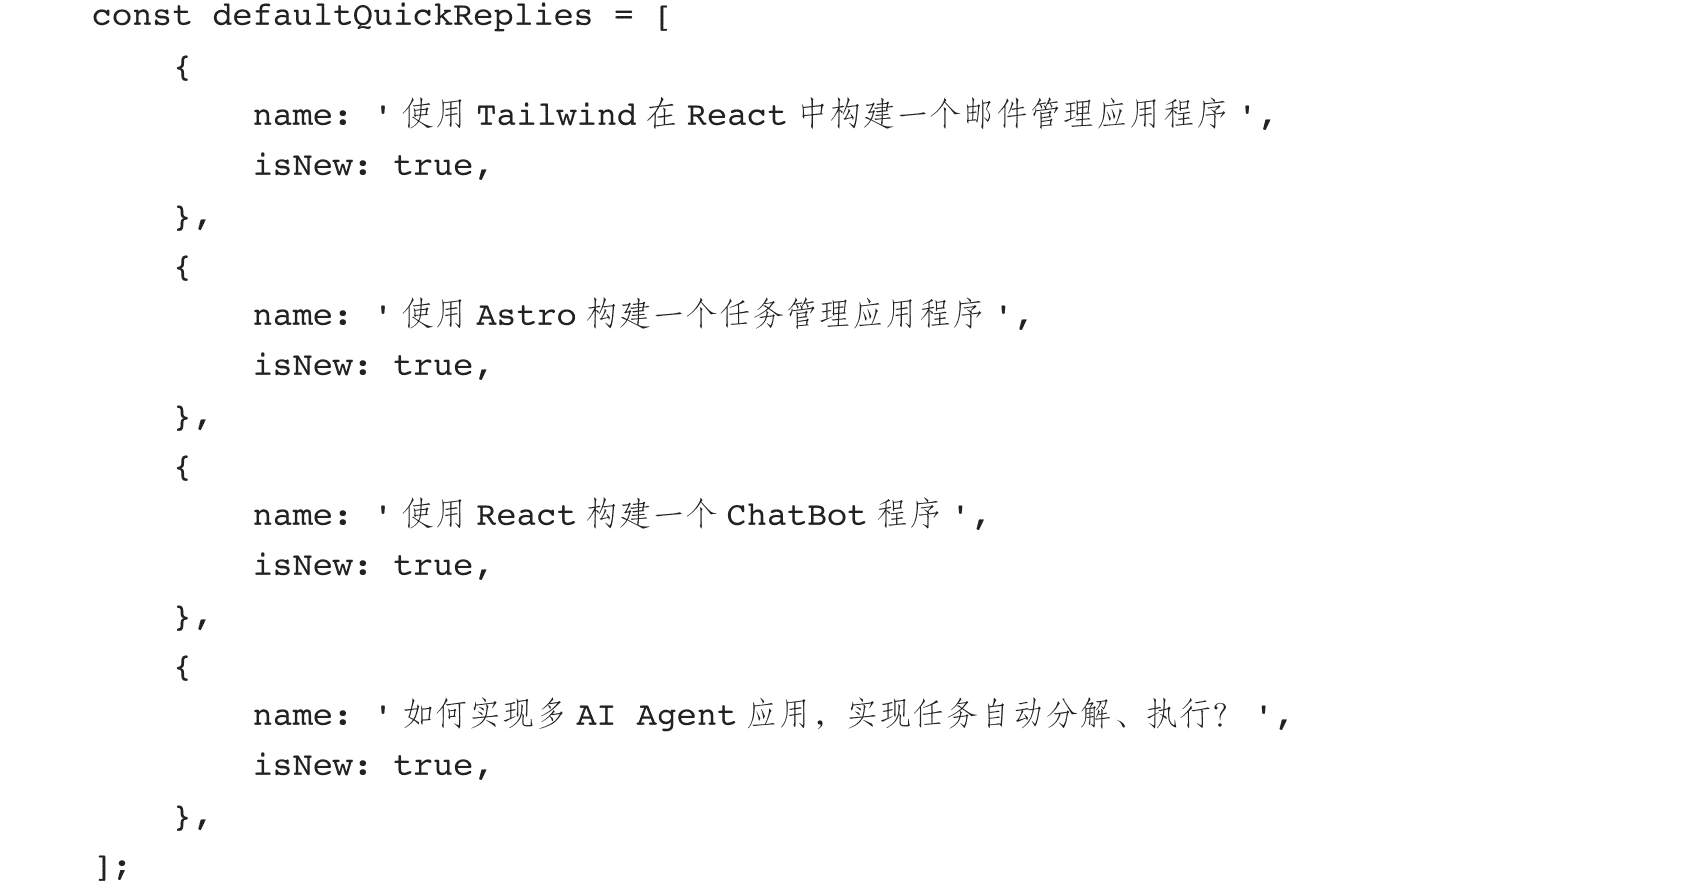 const defaultQuickReplies = [
    {
        name: '使用 Tailwind 在 React 中构建一个邮件管理应用程序',
        isNew: true,
    },
    {
        name: '使用 Astro 构建一个任务管理应用程序',
        isNew: true,
    },
    {
        name: '使用 React 构建一个 ChatBot 程序',
        isNew: true,
    },
    {
        name: '如何实现多 AI Agent 应用，实现任务自动分解、执行？',
        isNew: true,
    },
];